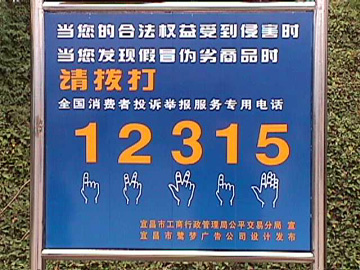 当您的合法权益受到侵害时
当您发现假冒伪劣商品时
请拨打
全国消费者投诉举报服务专用电话
12315
宜昌市工商行政管理局公平交易分局 宣
宜昌市鹭梦广告公司设计发布